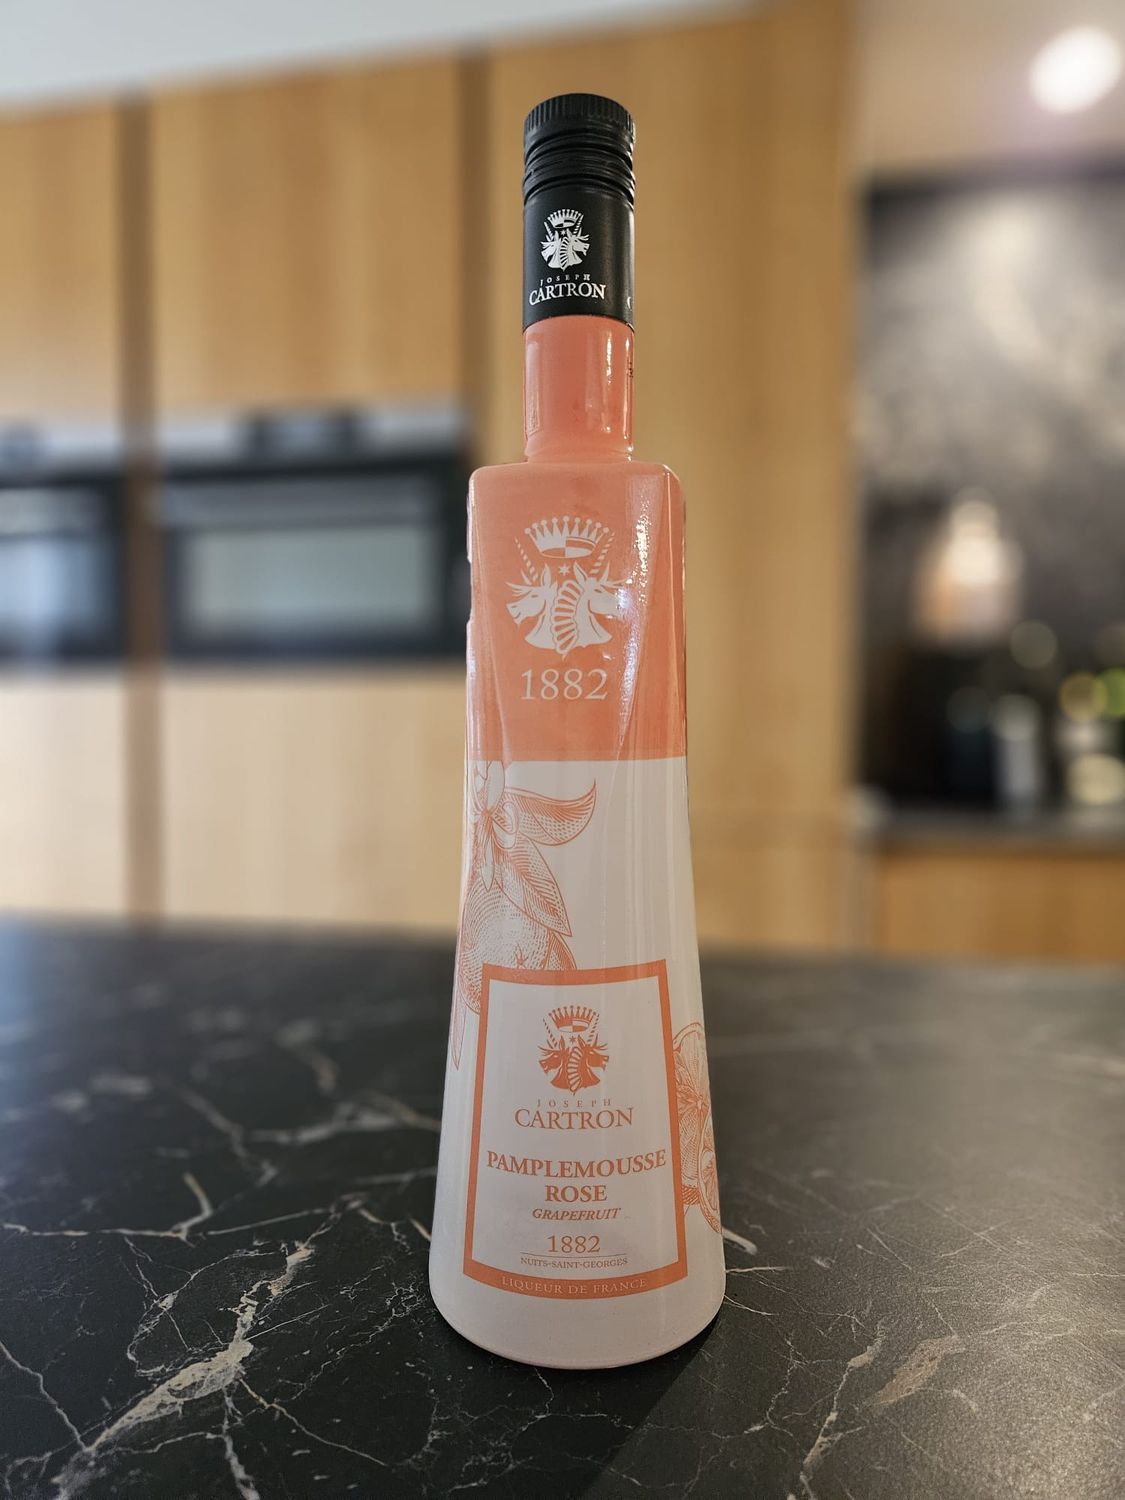 JOSEPH
CARTRON
1882
JOSEPH
CARTRON
PAMPLEMOUSSE
ROSE
GRAPEFRUIT
1882
NUITS-SAINT-GEORGES
LIQUEUR DE FRANCE